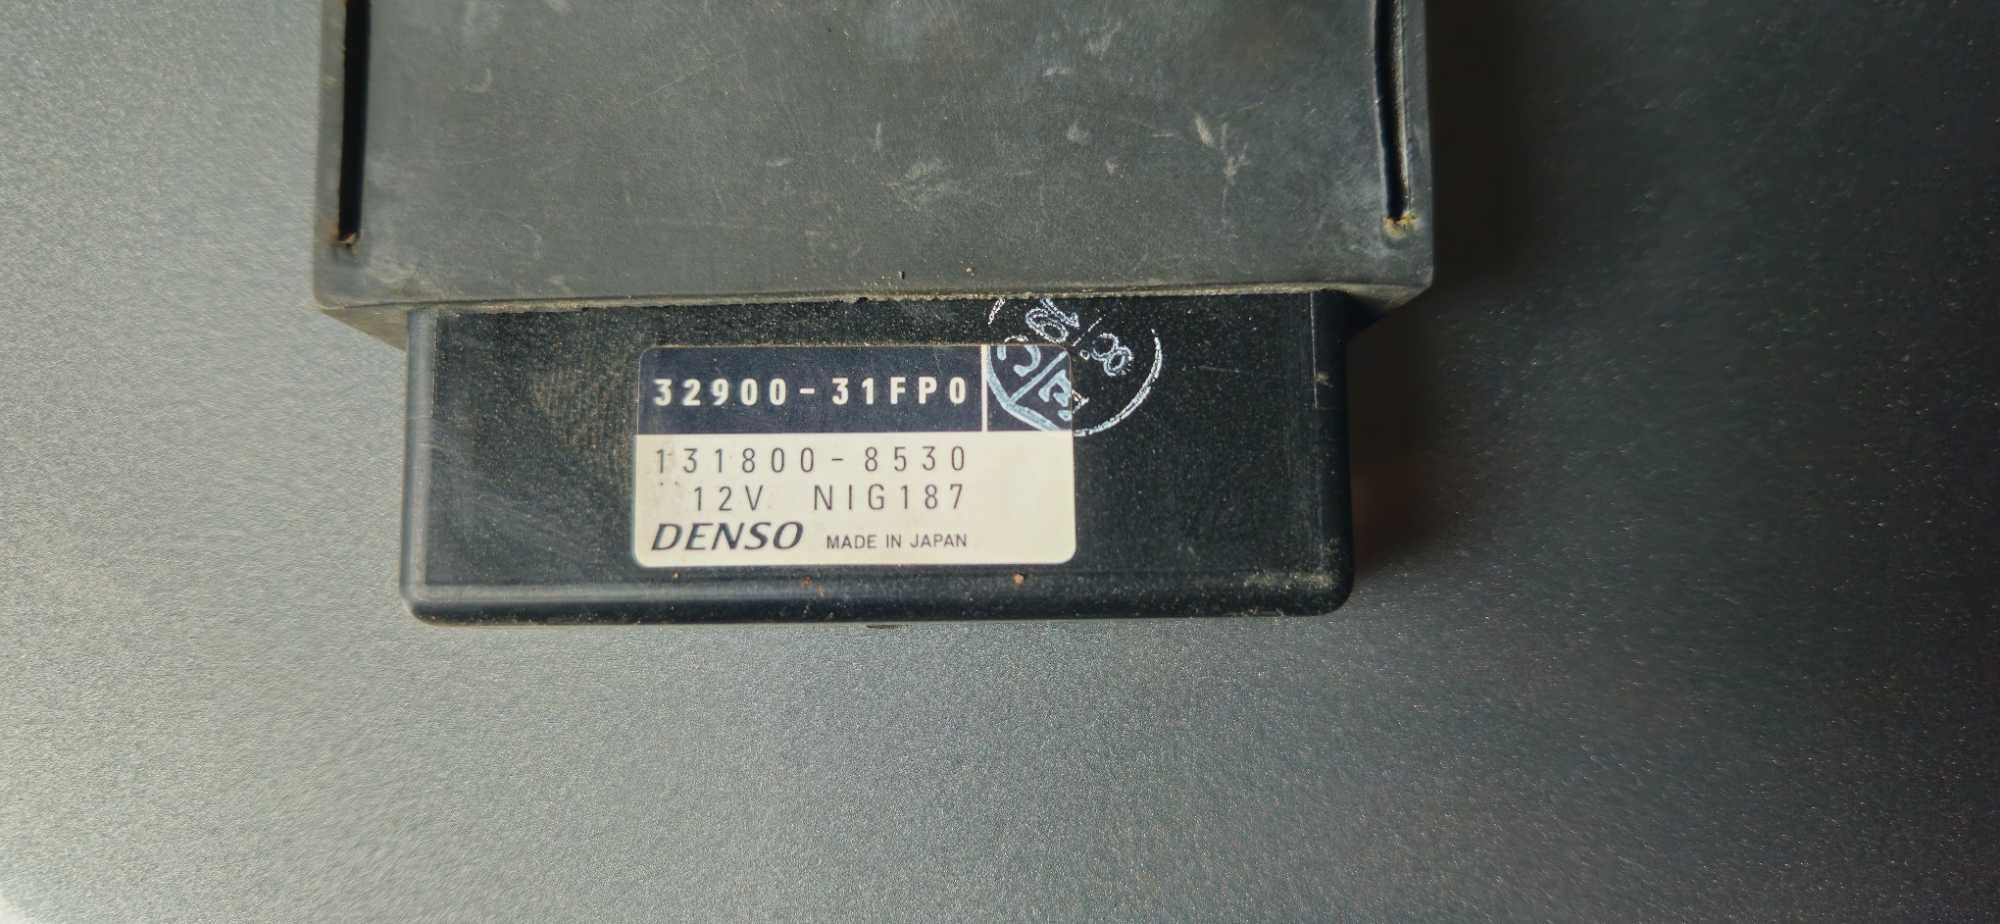 32900-31FP0
131800-8530
12V NIG187
DENSO MADE IN JAPAN